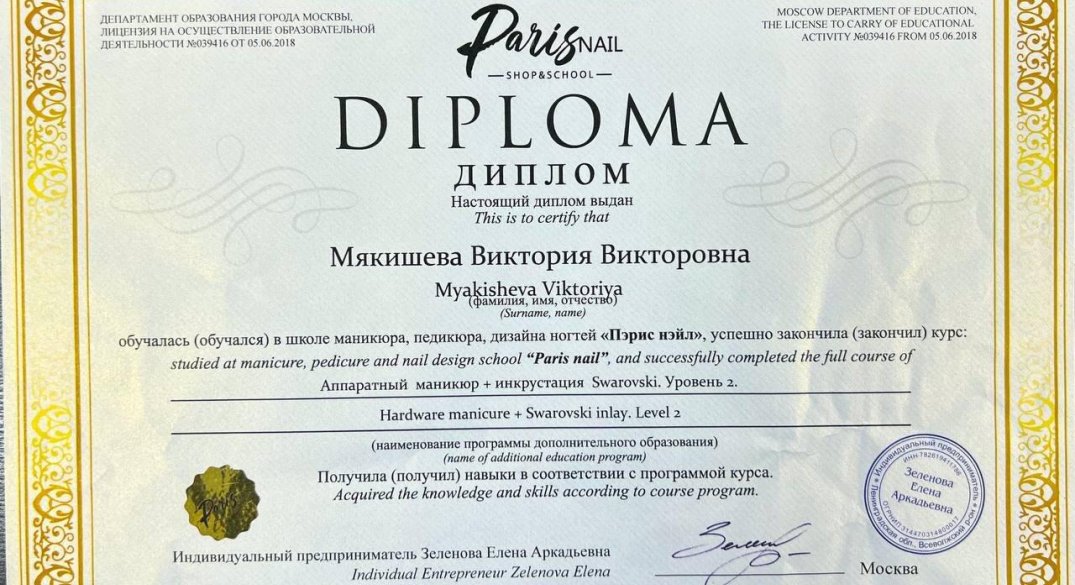 ДЕПАРТАМЕНТ ОБРАЗОВАНИЯ ГОРОДА МОСКВЫ,
ЛИЦЕНЗИЯ НА ОСУЩЕСТВЛЕНИЕ ОБРАЗОВАТЕЛЬНОЙ
ДЕЯТЕЛЬНОСТИ №039416 ОТ 05.06.2018
MOSCOW DEPARTMENT OF EDUCATION,
THE LICENSE TO CARRY OF EDUCATIONAL
ACTIVITY №039416 FROM 05.06.2018
Paris NAIL
SHOP&SCHOOL
DIPLOMA
ДИПЛОМ
Настоящий диплом выдан
This is to certify that
Мякишева Виктория Викторовна
Myakisheva Viktoriya
(фамилия, имя, отчество)
(Surname, name)
обучалась (обучался) в школе маникюра, педикюра, дизайна ногтей «Пэрис нэйл», успешно закончила (закончил) курс:
studied at manicure, pedicure and nail design school “Paris nail”, and successfully completed the full course of
Аппаратный маникюр + инкрустация Swarovski. Уровень 2.
Hardware manicure + Swarovski inlay. Level 2
(наименование программы дополнительного образования)
(name of additional education program)
Получила (получил) навыки в соответствии с программой курса.
Acquired the knowledge and skills according to course program.
Индивидуальный предприниматель
Зеленова
Елена
Аркадьевна
Ленинградская обл., Всеволжский р-он
Индивидуальный предприниматель Зеленова Елена Аркадьевна
Individual Entrepreneur Zelenova Elena
Москва